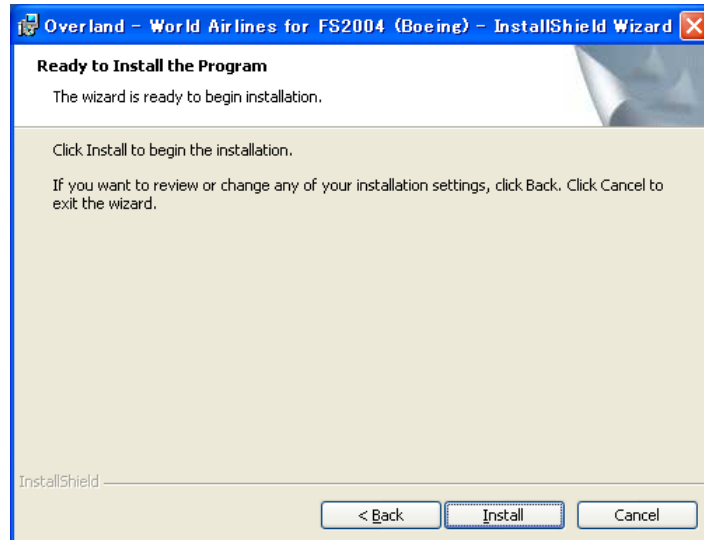 Overland - World Airlines for FS2004 (Boeing) - InstallShield Wizard
Ready to Install the Program
The wizard is ready to begin installation.
Click Install to begin the installation.
If you want to review or change any of your installation settings, click Back. Click Cancel to
exit the wizard.
InstallShield
< Back
Install
Cancel